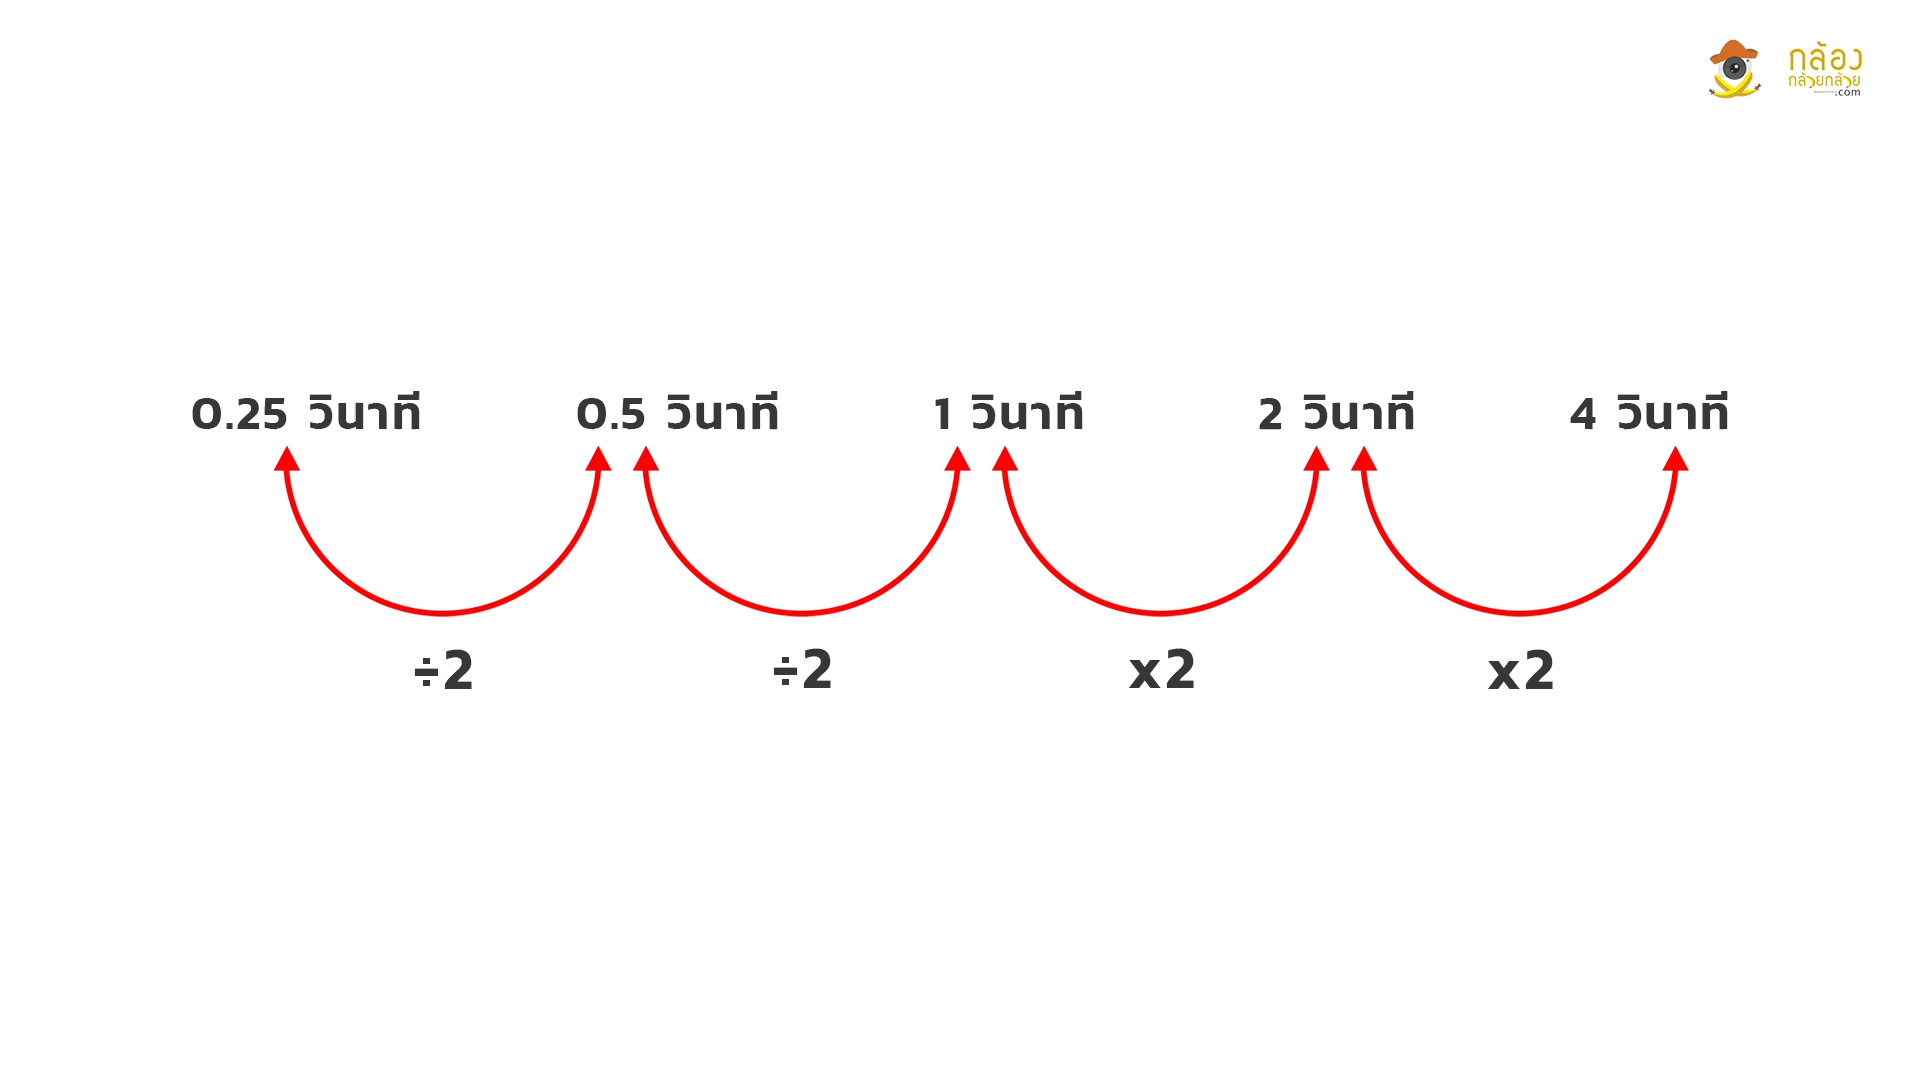 กล้อง
กล้วยกล้วย
.com
0.25 วินาที 0.5 วินาที 1 วินาที 2 วินาที 4 วินาที
÷2 ÷2 x2 x2